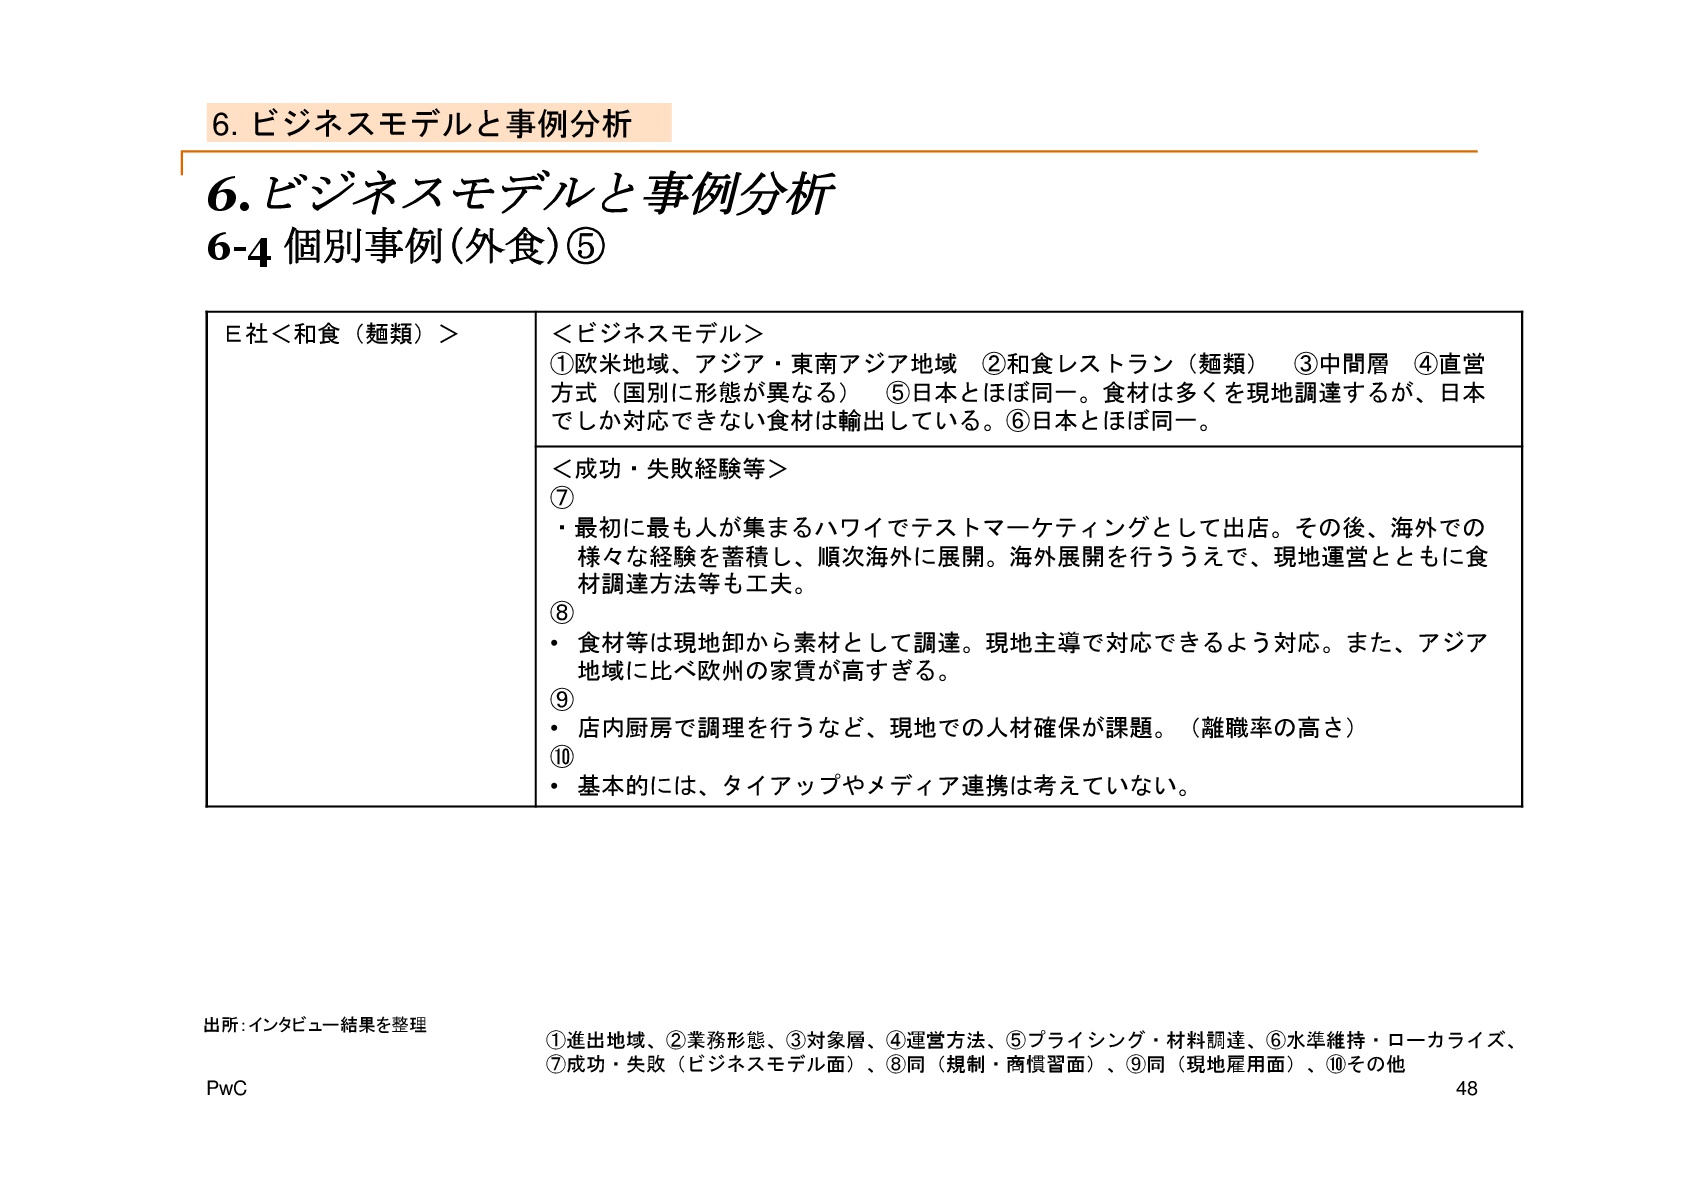 6. ビジネスモデルと事例分析
6. ビジネスモデルと事例分析
6-4 個別事例（外食）⑤
E社＜和食（麺類）＞
＜ビジネスモデル＞
①欧米地域、アジア・東南アジア地域　②和食レストラン（麺類）　③中間層　④直営
方式（国別に形態が異なる）　⑤日本とほぼ同一。食材は多くを現地調達するが、日本
でしか対応できない食材は輸出している。⑥日本とほぼ同一。
＜成功・失敗経験等＞
⑦
・最初に最も人が集まるハワイでテストマーケティングとして出店。その後、海外での
様々な経験を蓄積し、順次海外に展開。海外展開を行ううえで、現地運営とともに食
材調達方法等も工夫。
⑧
• 食材等は現地卸から素材として調達。現地主導で対応できるよう対応。また、アジア
地域に比べ欧州の家賃が高すぎる。
⑨
• 店内厨房で調理を行うなど、現地での人材確保が課題。（離職率の高さ）
⑩
• 基本的には、タイアップやメディア連携は考えていない。
出所：インタビュー結果を整理
①進出地域、②業務形態、③対象層、④運営方法、⑤プライシング・材料調達、⑥水準維持・ローカライズ、
⑦成功・失敗（ビジネスモデル面）、⑧同（規制・商慣習面）、⑨同（現地雇用面）、⑩その他
PwC
48